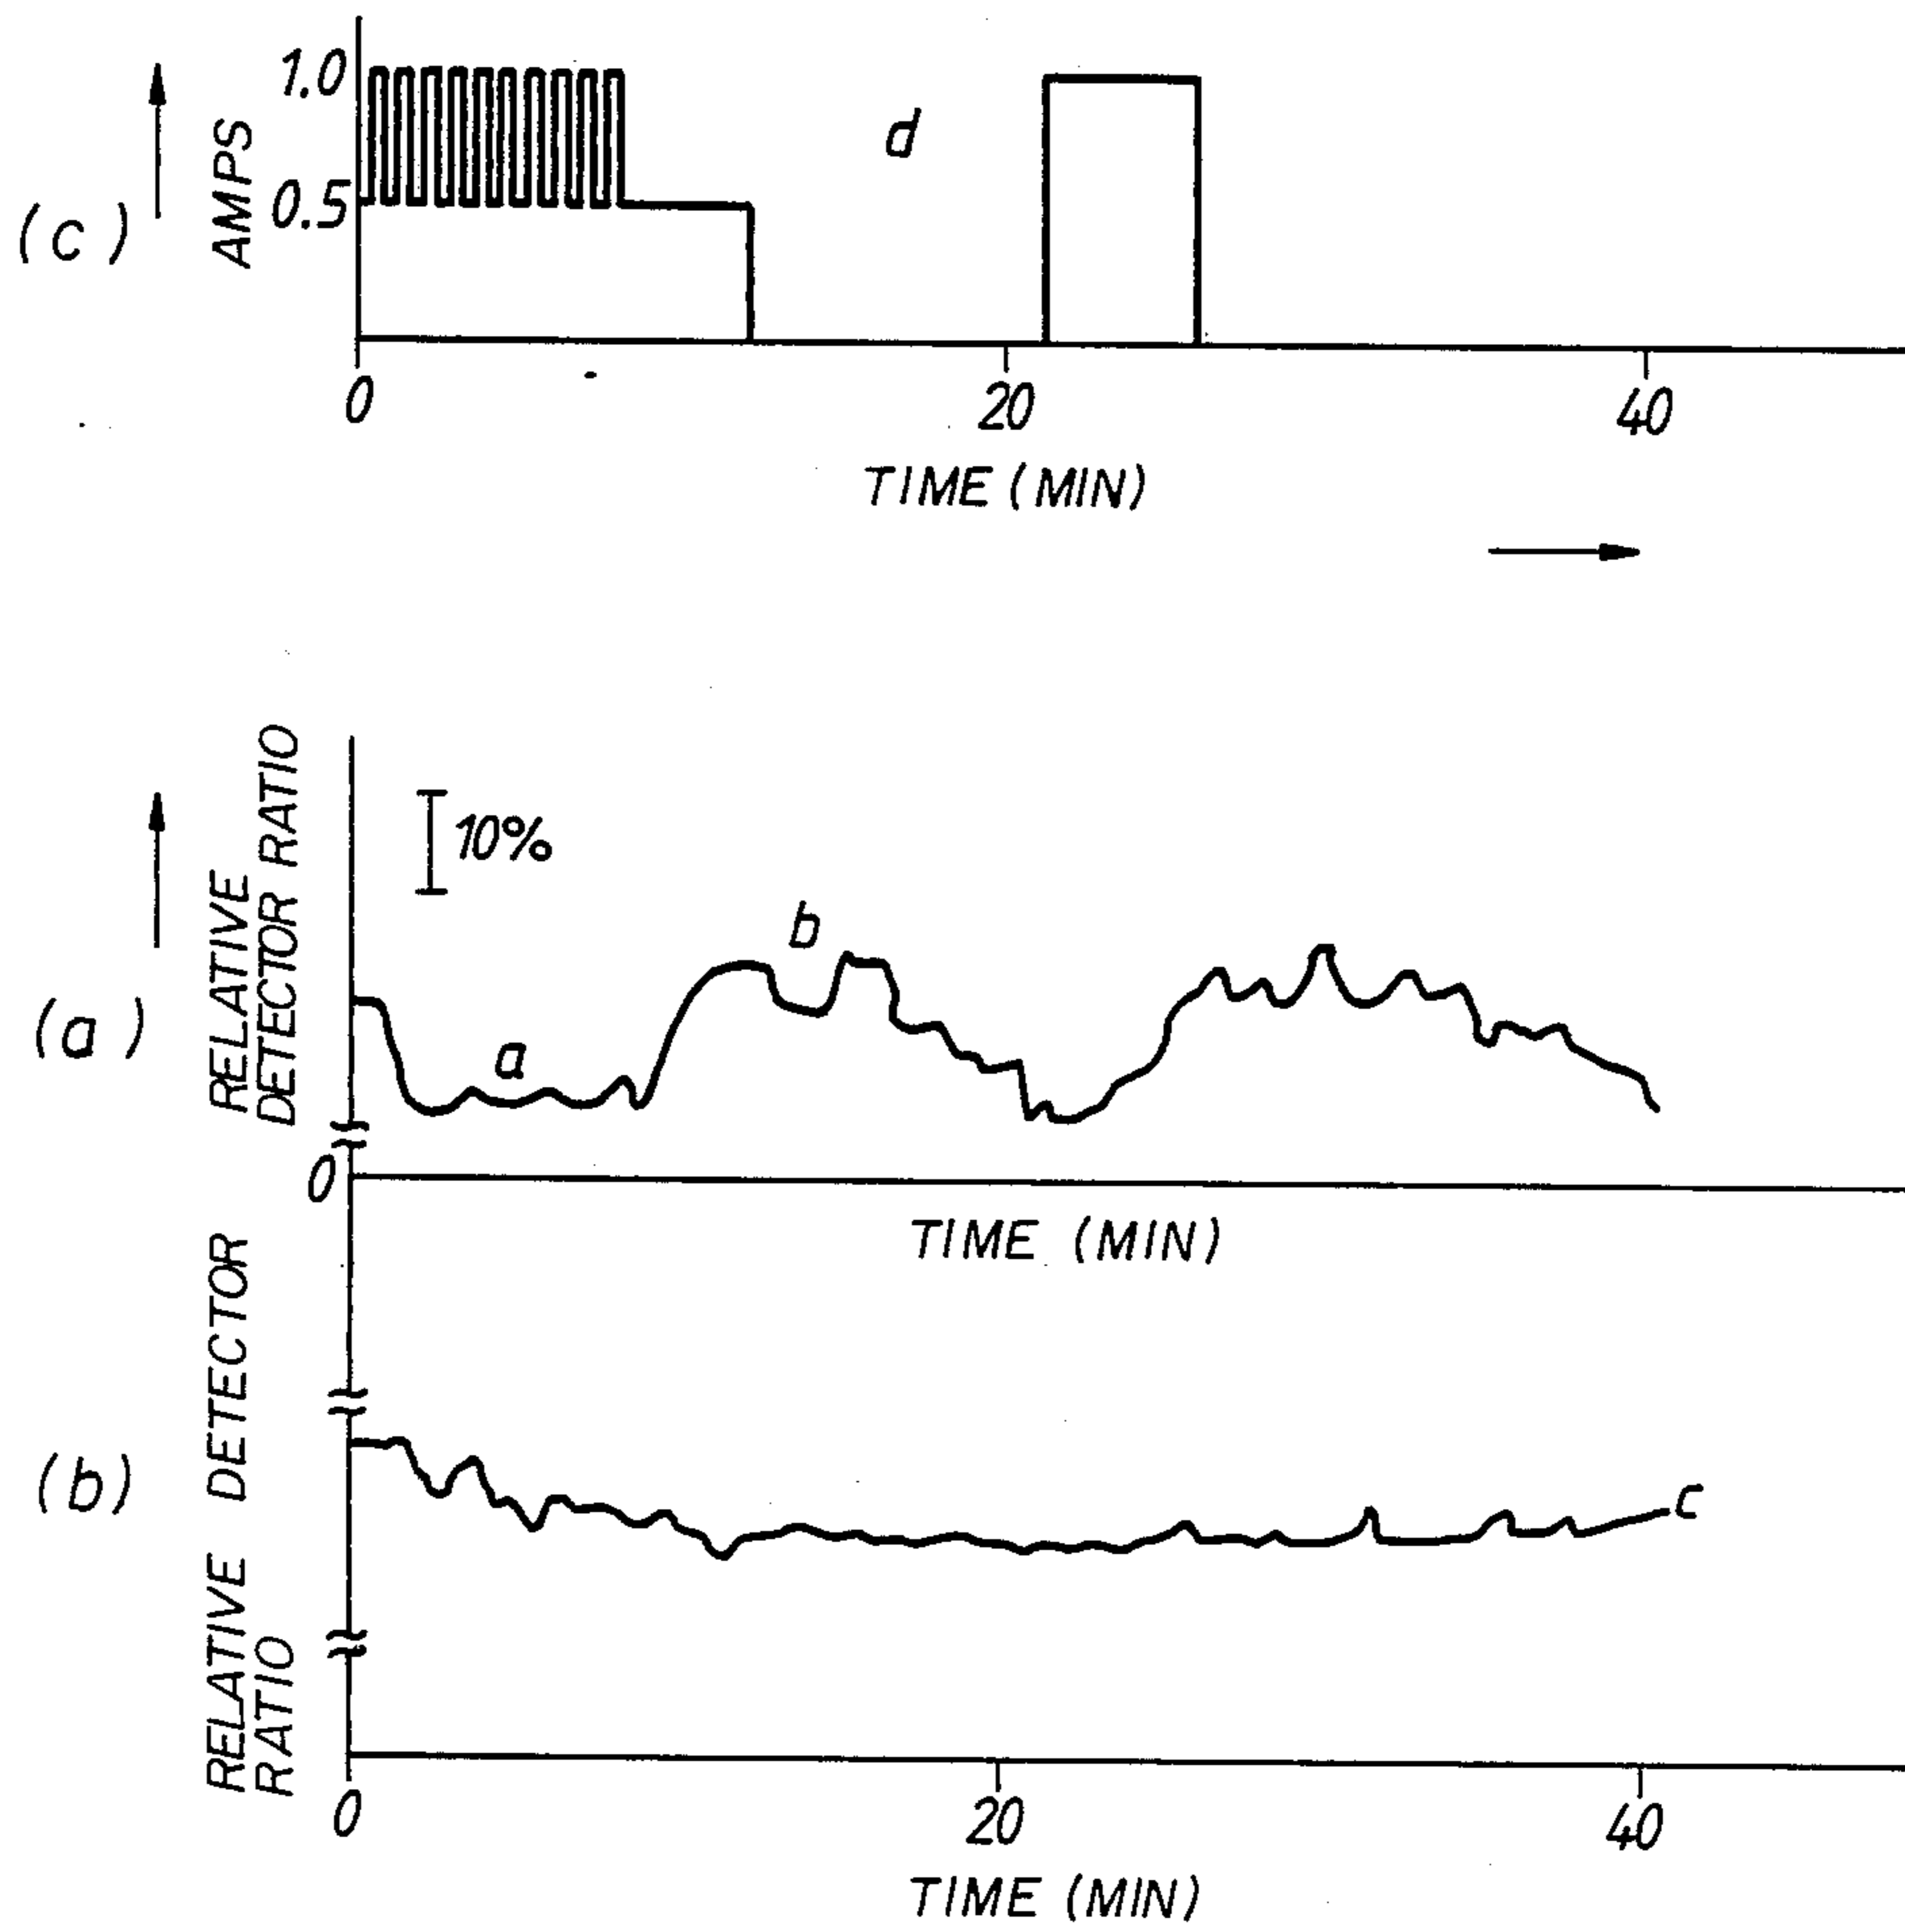 1.0
0.5
AMPS
(c)
d
0
20
40
TIME (MIN)
RELATIVE
DETECTOR RATIO
10%
(a)
a
b
0
TIME (MIN)
RELATIVE DETECTOR
RATIO
(b)
c
0
20
40
TIME (MIN)